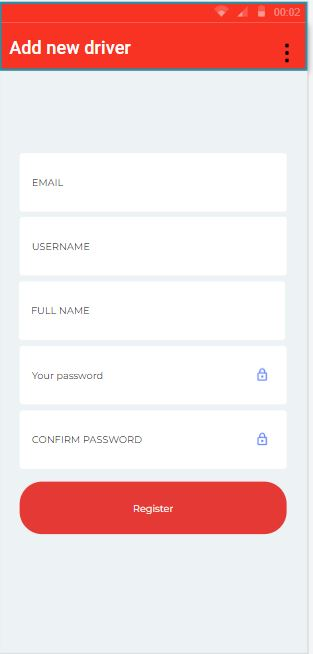 00:02
Add new driver
EMAIL
USERNAME
FULL NAME
Your password
CONFIRM PASSWORD
Register